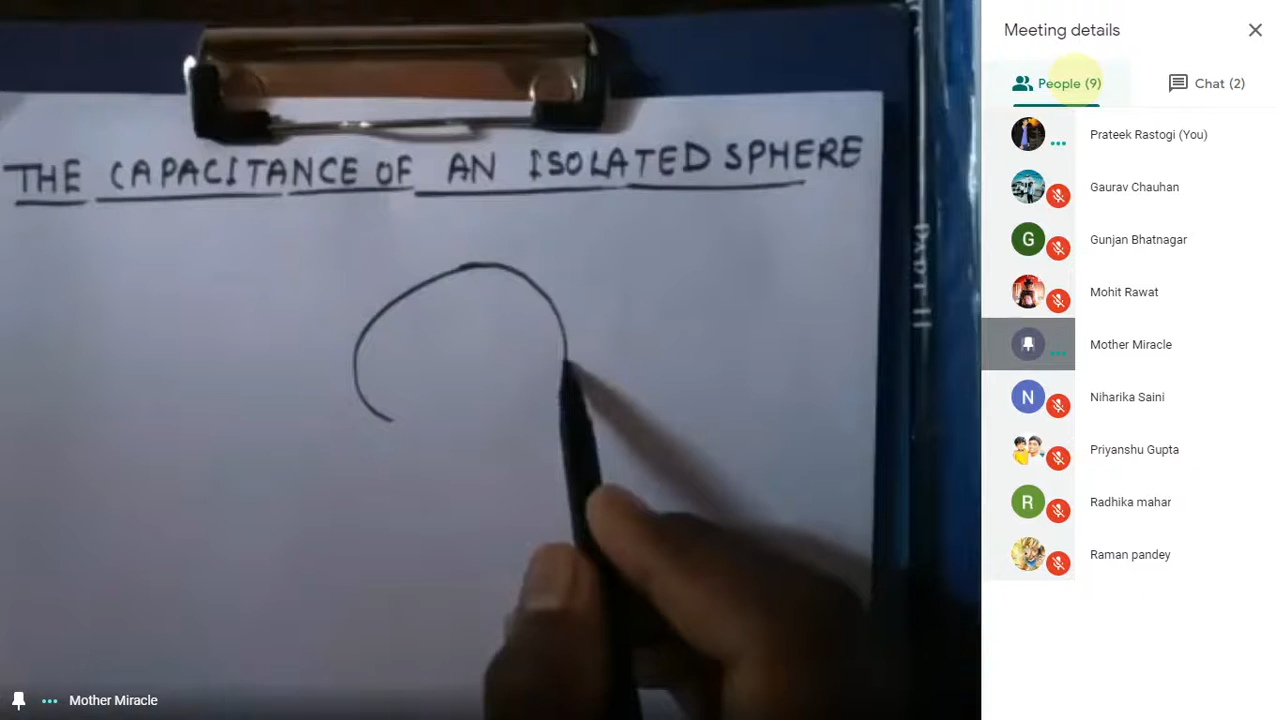 THE CAPACITANCE OF AN ISOLATED SPHERE
Mother Miracle
Meeting details
People (9)
Chat (2)
Prateek Rastogi (You)
Gaurav Chauhan
G
Gunjan Bhatnagar
Mohit Rawat
Mother Miracle
N
Niharika Saini
Priyanshu Gupta
R
Radhika mahar
Raman pandey